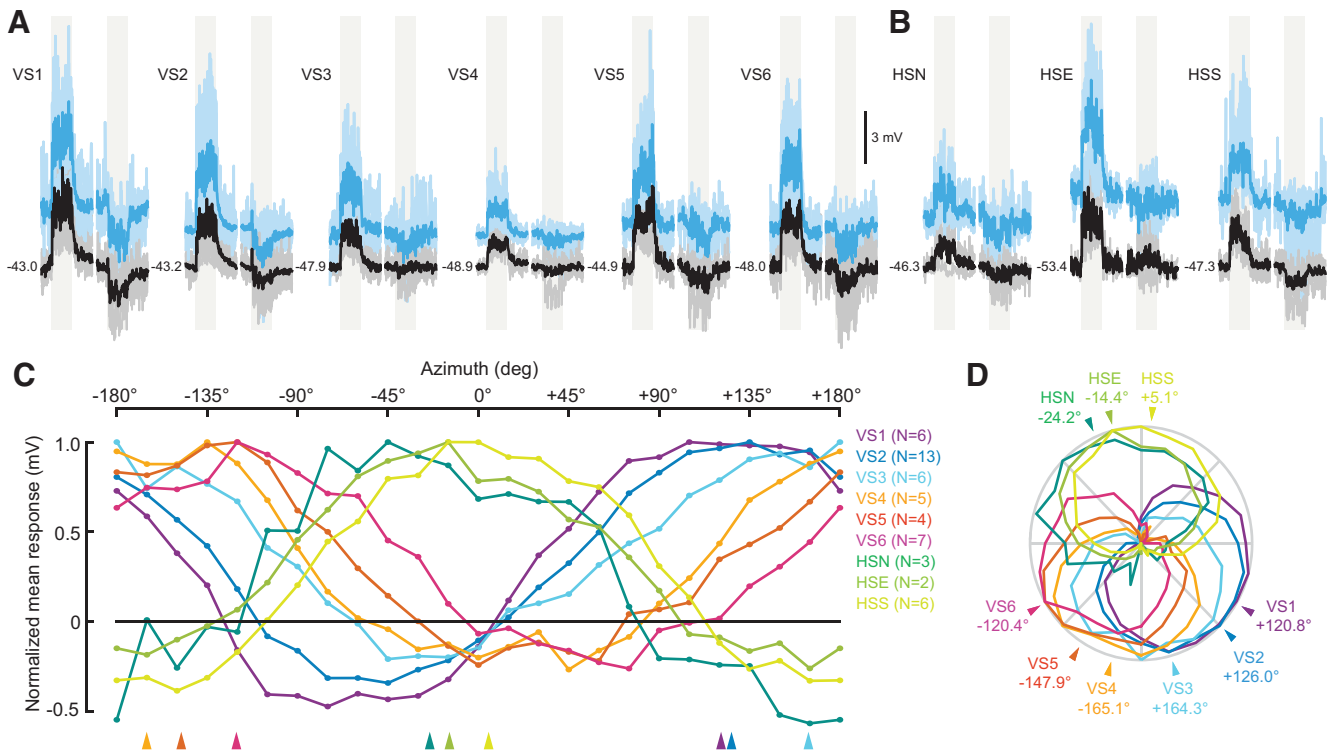 A
B
VS1
VS2
VS3
VS4
VS5
VS6
HSN
HSE
HSS
3 mV
-43.0
-43.2
-47.9
-48.9
-44.9
-48.0
-46.3
-53.4
-47.3
C
Azimuth (deg)
-180°
-135°
-90°
-45°
0°
+45°
+90°
+135°
+180°
Normalized mean response (mV)
1.0
0.5
0
-0.5
VS1 (N=6)
VS2 (N=13)
VS3 (N=6)
VS4 (N=5)
VS5 (N=4)
VS6 (N=7)
HSN (N=3)
HSE (N=2)
HSS (N=6)
D
HSE
-14.4°
HSS
+5.1°
HSN
-24.2°
VS6
-120.4°
VS1
+120.8°
VS5
-147.9°
VS2
+126.0°
VS4
-165.1°
VS3
+164.3°